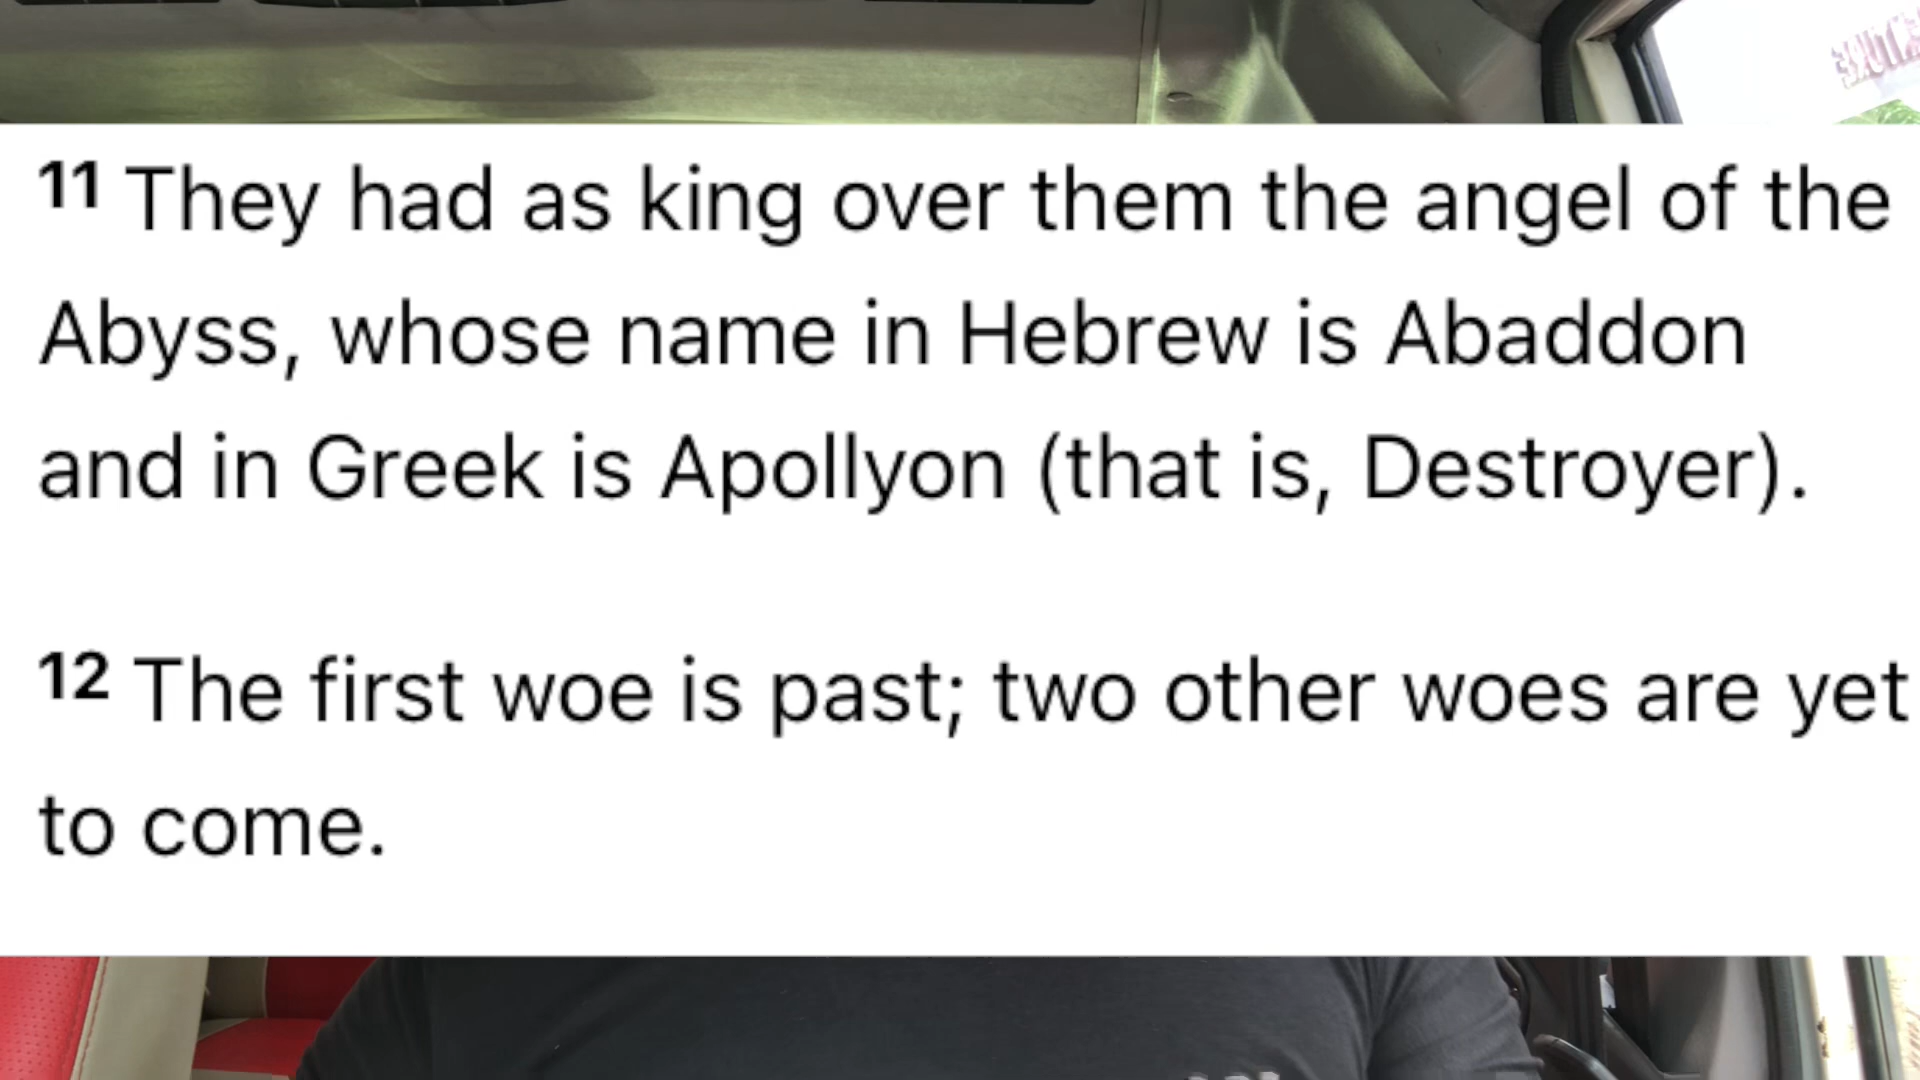 11 They had as king over them the angel of the
Abyss, whose name in Hebrew is Abaddon
and in Greek is Apollyon (that is, Destroyer).
12 The first woe is past; two other woes are yet
to come.